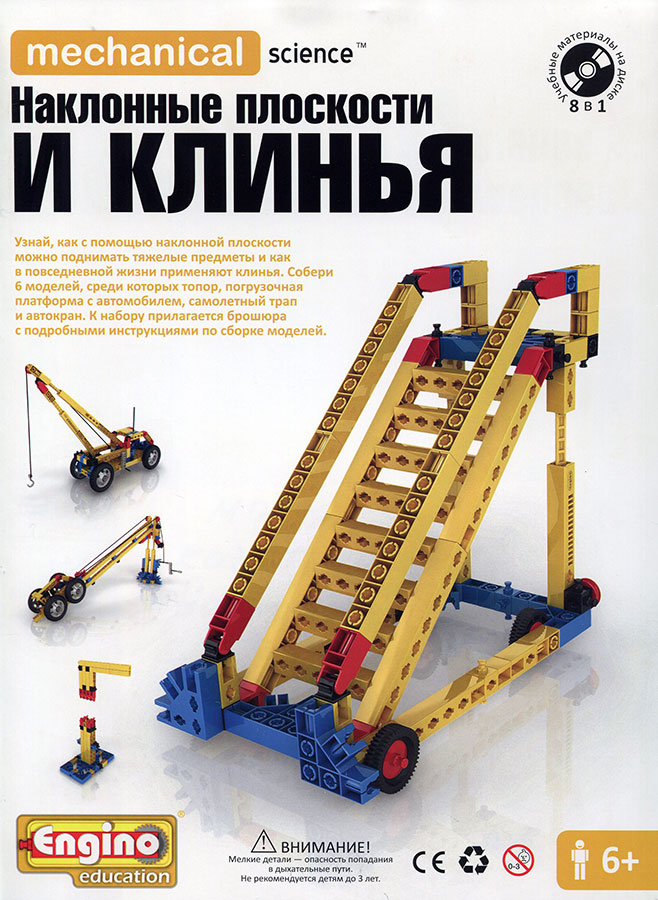 mechanical science™
Учебные материалы на диске
8 в 1
Наклонные плоскости
и клинья
Узнай, как с помощью наклонной плоскости
можно поднимать тяжелые предметы и как
в повседневной жизни применяют клинья. Собери
6 моделей, среди которых топор, погрузочная
платформа с автомобилем, самолетный трап
и автокран. К набору прилагается брошюра
с подробными инструкциями по сборке моделей.
Engino®
education
ВНИМАНИЕ!
Мелкие детали — опасность попадания
в дыхательные пути.
Не рекомендуется детям до 3 лет.
CE
0-3
6+